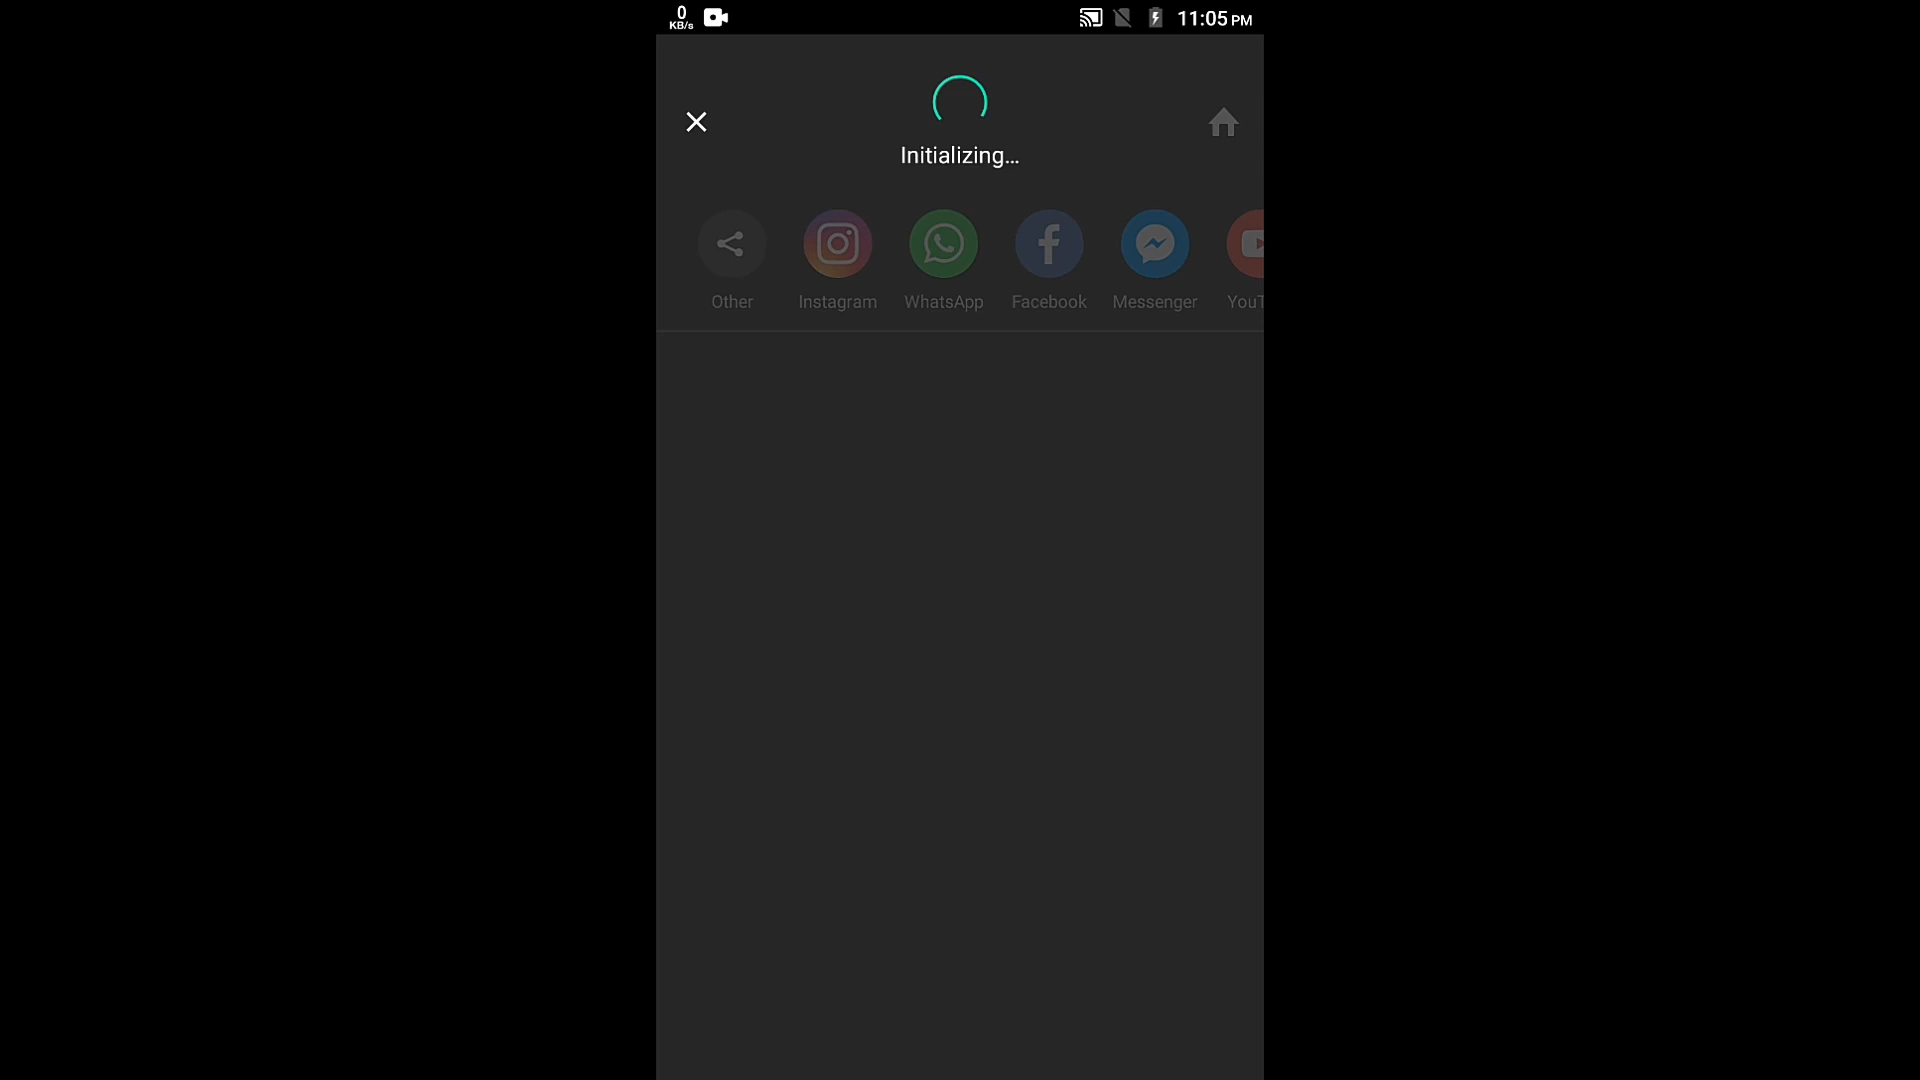 0
KB/s
11:05 PM
Initializing...
Other
Instagram
WhatsApp
Facebook
Messenger
YouT